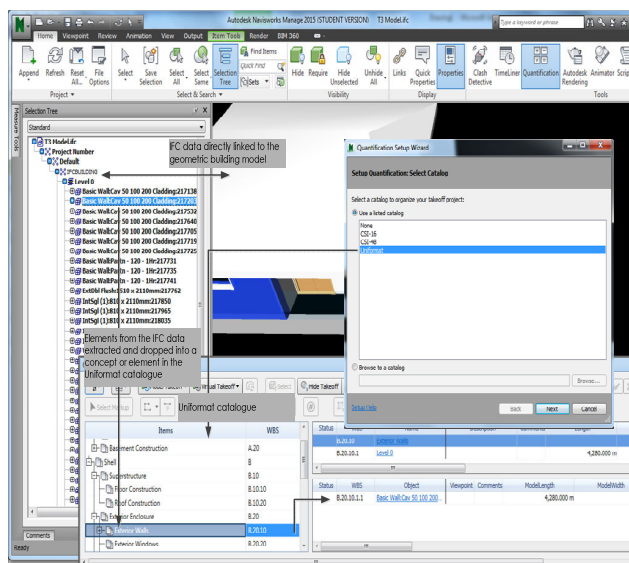 Autodesk Navisworks Manage 2015 (STUDENT VERSION) T3 Model.ifc
Type a keyword or phrase
Home Viewpoint Review Animation View Output Item Tools Render BIM 360
Append Refresh Reset All... File Options
Select Save Selection Select All Select Same Selection Tree
Find Items
Quick Find
Sets
Hide Require Hide Unselected Unhide All
Links Quick Properties Properties
Clash Detective TimeLiner Quantification Autodesk Rendering Animator
Project Select & Search Visibility Display Tools
Measure Tools
Selection Tree
Standard
T3 Model.ifc
Project Number
Default
IFCBUILDING
Level 0
Basic Wall:Cav 50 100 200 Cladding:217138
Basic Wall:Cav 50 100 200 Cladding:217203
Basic Wall:Cav 50 100 200 Cladding:217532
Basic Wall:Cav 50 100 200 Cladding:217640
Basic Wall:Cav 50 100 200 Cladding:217705
Basic Wall:Cav 50 100 200 Cladding:217719
Basic Wall:Cav 50 100 200 Cladding:217725
Basic Wall:Partn - 120 - 1Hr:217731
Basic Wall:Partn - 120 - 1Hr:217735
Basic Wall:Partn - 120 - 1Hr:217741
ExtDbl Flush:1510 x 2110mm:217762
IntSgl (1):810 x 2110mm:217850
IntSgl (1):810 x 2110mm:217965
IntSgl (1):810 x 2110mm:218035
IFC data directly linked to the
geometric building model
Quantification Setup Wizard
Setup Quantification: Select Catalog
Select a catalog to organize your takeoff project:
Use a listed catalog
None
CSI-16
CSI-48
Uniformat
Browse to a catalog
Browse...
Setup Help
Back Next Cancel
Elements from the IFC data
extracted and dropped into a
concept or element in the
Uniformat catalogue
Virtual Takeoff
Select
Hide Takeoff
Select Markup
Uniformat catalogue
Items WBS
Basement Construction A.20
Shell B
Superstructure B.10
Floor Construction B.10.10
Roof Construction B.10.20
Exterior Enclosure B.20
Exterior Walls B.20.10
Exterior Windows B.20.20
Status
B.20.10 Exterior Walls
B.20.10.1 Level 0 4,280.000 m
Status WBS Object Viewpoint Comments ModelLength ModelWidth
B.20.10.1.1 Basic Wall:Cav 50 100 200... 4,280.000 m
Comments
Ready